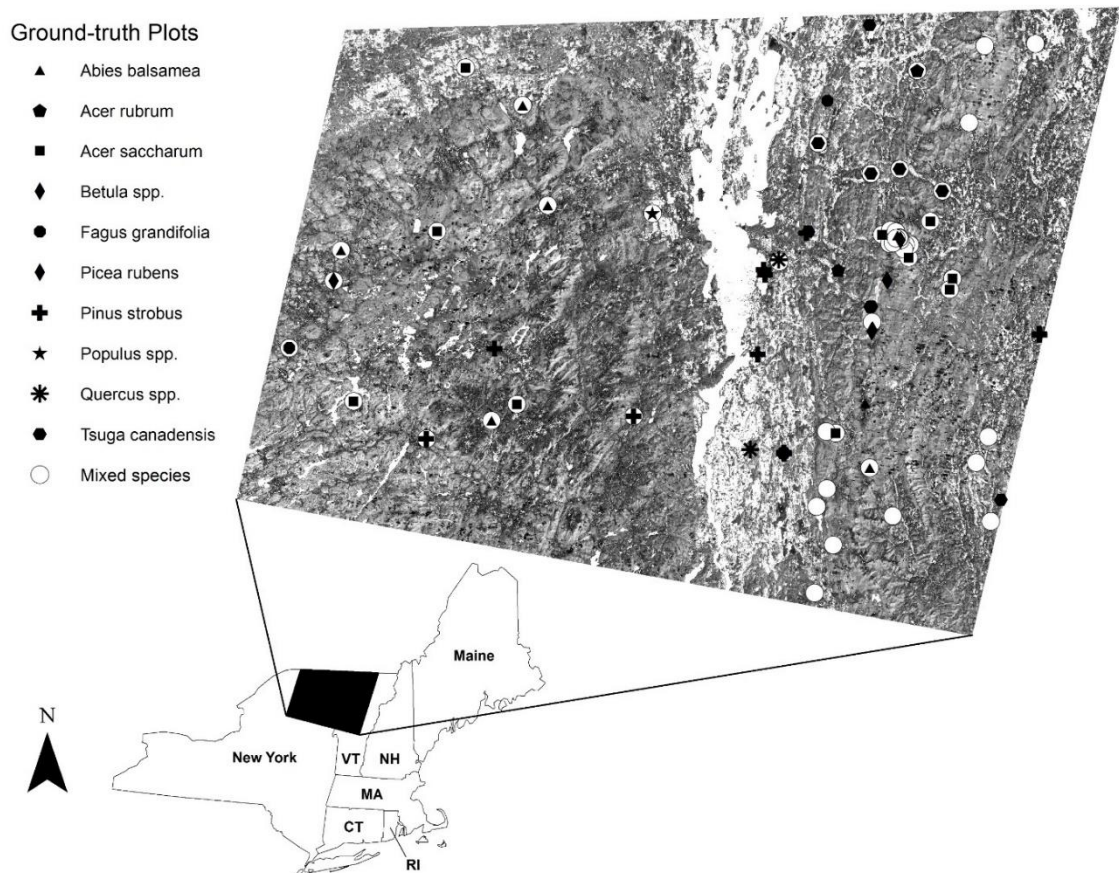 Ground-truth Plots
Abies balsamea
Acer rubrum
Acer saccharum
Betula spp.
Fagus grandifolia
Picea rubens
Pinus strobus
Populus spp.
Quercus spp.
Tsuga canadensis
Mixed species
Maine
N
New York
VT
NH
MA
CT
RI